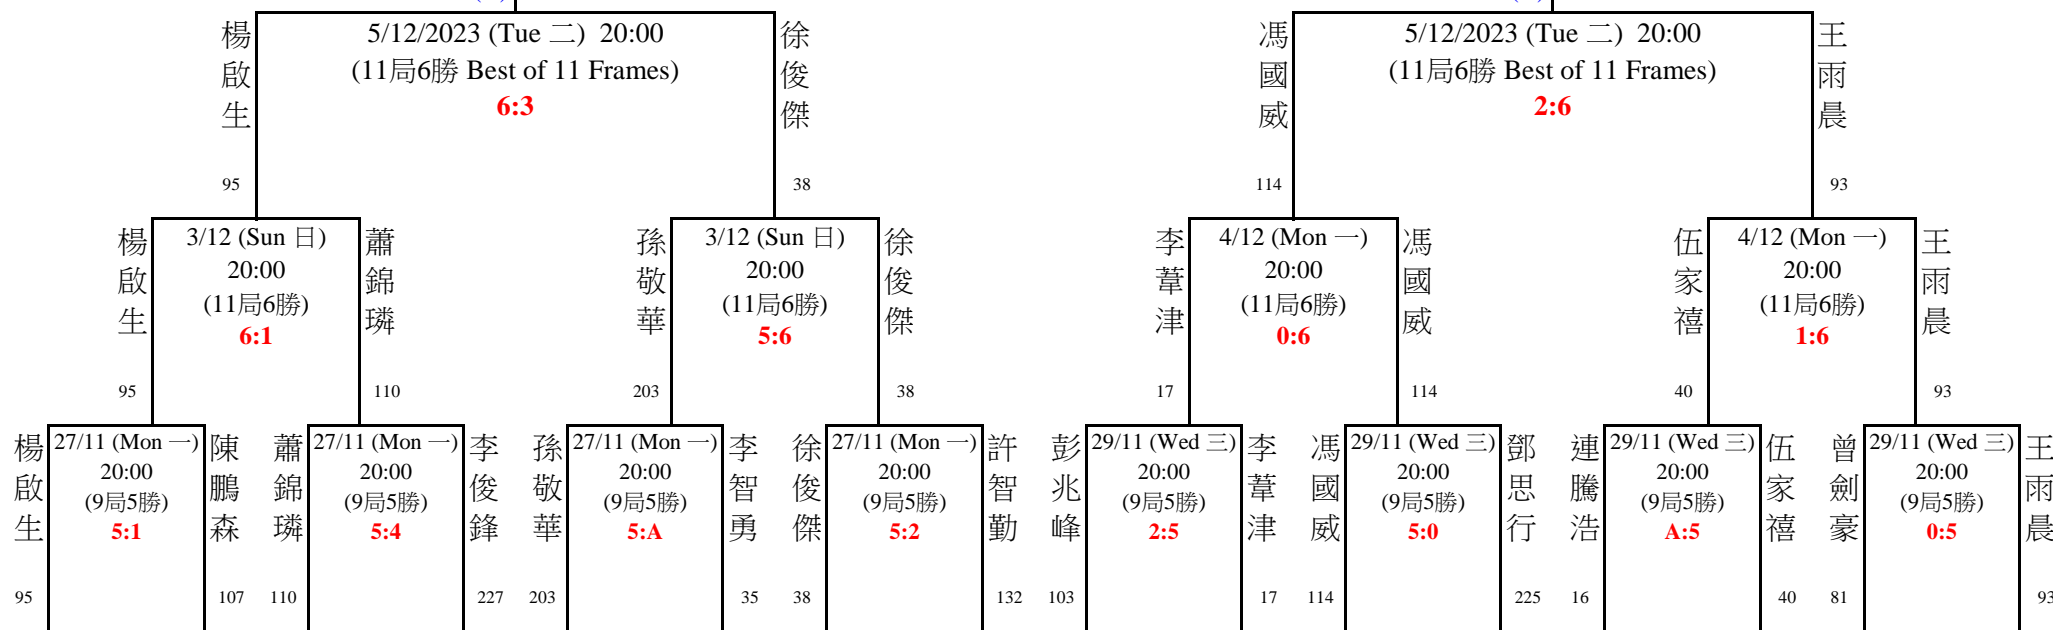 楊啟生
5/12/2023 (Tue 二) 20:00
(11局6勝 Best of 11 Frames)
6:3
徐俊傑
95
38
馮國威
5/12/2023 (Tue 二) 20:00
(11局6勝 Best of 11 Frames)
2:6
王雨晨
114
93
楊啟生
3/12 (Sun 日)
20:00
(11局6勝)
6:1
蕭錦璘
95
110
孫敬華
3/12 (Sun 日)
20:00
(11局6勝)
5:6
徐俊傑
203
38
李葦津
4/12 (Mon 一)
20:00
(11局6勝)
0:6
馮國威
17
114
伍家禧
4/12 (Mon 一)
20:00
(11局6勝)
1:6
王雨晨
40
93
楊啟生
27/11 (Mon 一)
20:00
(9局5勝)
5:1
陳鵬森
95
107
蕭錦璘
27/11 (Mon 一)
20:00
(9局5勝)
5:4
李俊鋒
110
227
孫敬華
27/11 (Mon 一)
20:00
(9局5勝)
5:A
李智勇
203
35
徐俊傑
27/11 (Mon 一)
20:00
(9局5勝)
5:2
許智勤
38
132
彭兆峰
29/11 (Wed 三)
20:00
(9局5勝)
2:5
李葦津
103
17
馮國威
29/11 (Wed 三)
20:00
(9局5勝)
5:0
鄧思行
114
225
連騰浩
29/11 (Wed 三)
20:00
(9局5勝)
A:5
伍家禧
16
40
曾劍豪
29/11 (Wed 三)
20:00
(9局5勝)
0:5
王雨晨
81
93